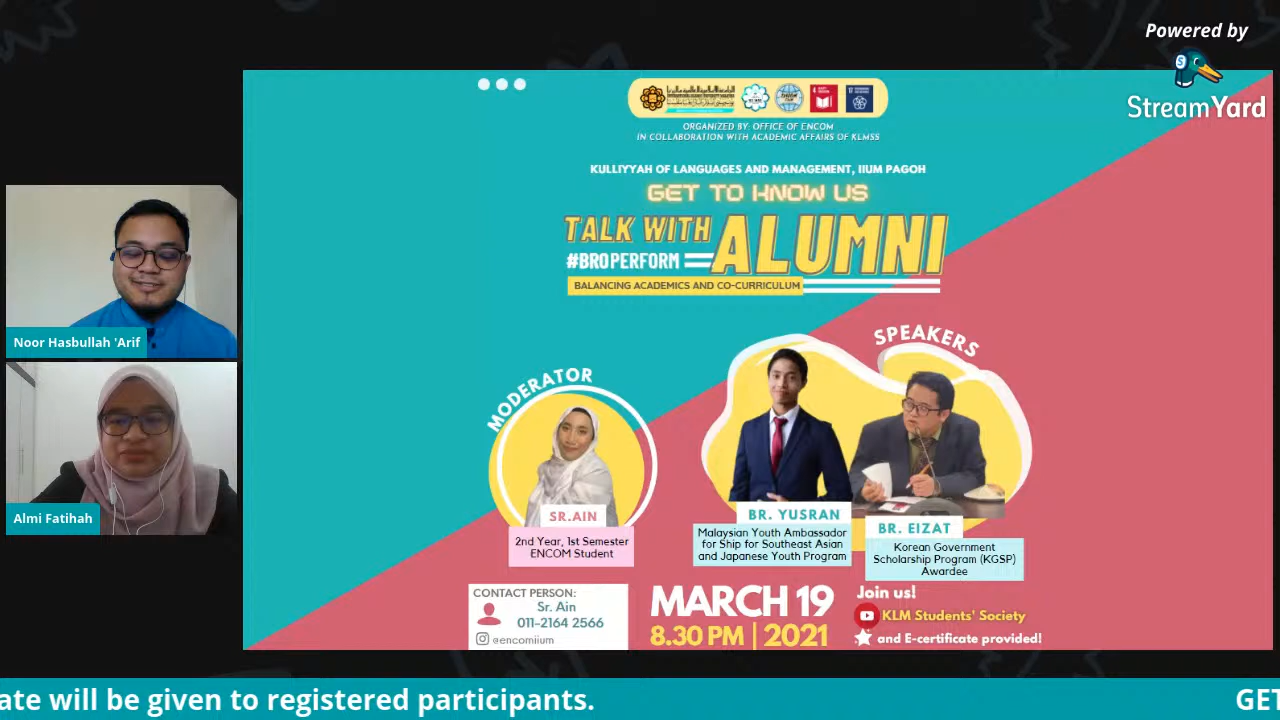 Powered by
StreamYard
ORGANIZED BY: OFFICE OF ENCOM
IN COLLABORATION WITH ACADEMIC AFFAIRS OF KLMSS
KULLIYYAH OF LANGUAGES AND MANAGEMENT, IIUM PAGOH
GET TO KNOW US
TALK WITH
ALUMNI
#BROPERFORM
BALANCING ACADEMICS AND CO-CURRICULUM
Noor Hasbullah 'Arif
Almi Fatihah
MODERATOR
SPEAKERS
SR.AIN
2nd Year, 1st Semester
ENCOM Student
BR. YUSRAN
Malaysian Youth Ambassador
for Ship for Southeast Asian
and Japanese Youth Program
BR. EIZAT
Korean Government
Scholarship Program (KGSP)
Awardee
CONTACT PERSON:
Sr. Ain
011-2164 2566
@encomiium
MARCH 19
8.30 PM | 2021
Join us!
KLM Students' Society
and E-certificate provided!
ate will be given to registered participants.
GET